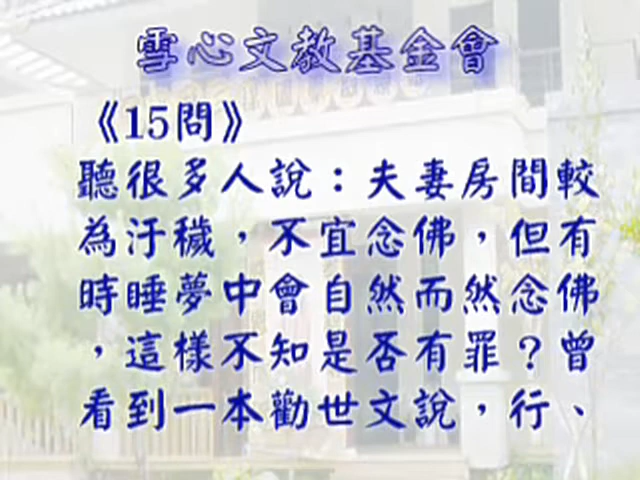 雪心文教基金會
《15問》
聽很多人說：夫妻房間較
為汙穢，不宜念佛，但有
時睡夢中會自然而然念佛
，這樣不知是否有罪？曾
看到一本勸世文說，行、